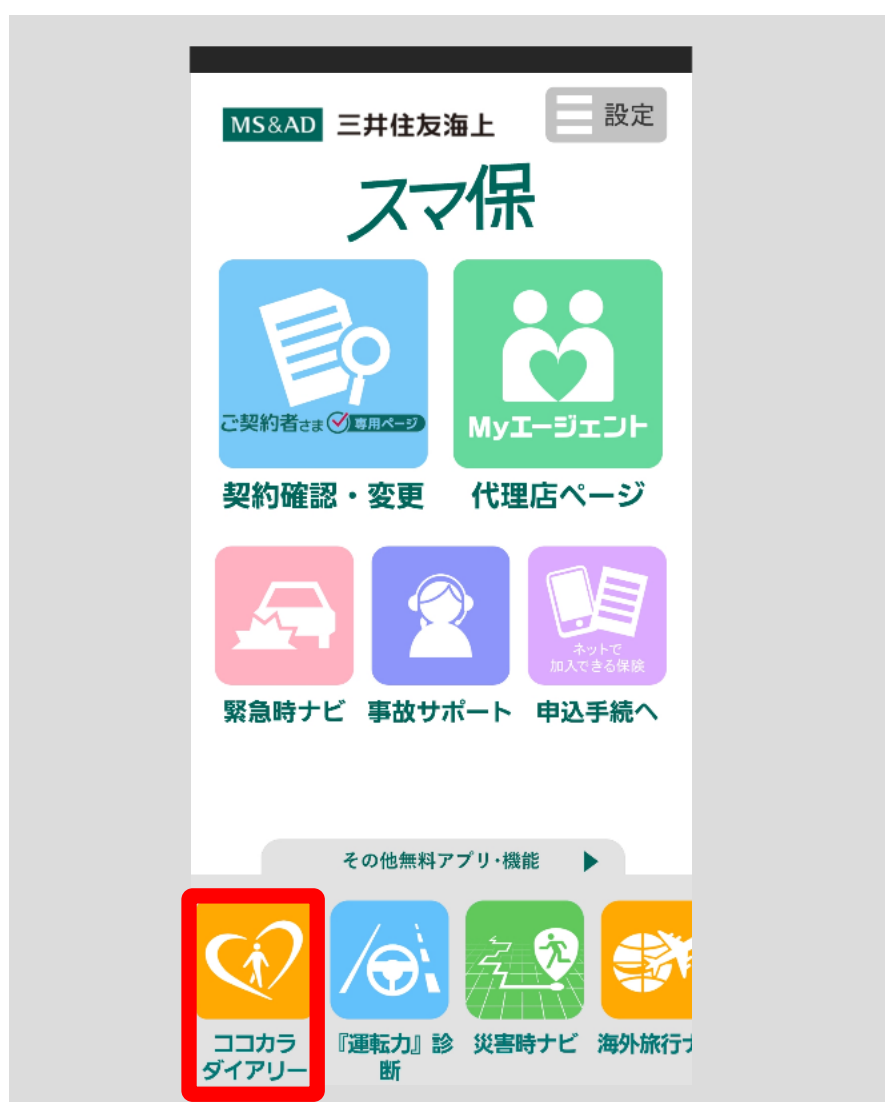 MS&AD 三井住友海上
設定
スマ保
ご契約者さま 専用ページ
Myエージェント
契約確認・変更
代理店ページ
ネットで
加入できる保険
緊急時ナビ
事故サポート
申込手続へ
その他無料アプリ・機能
ココカラ
ダイアリー
『運転力』診
断
災害時ナビ
海外旅行